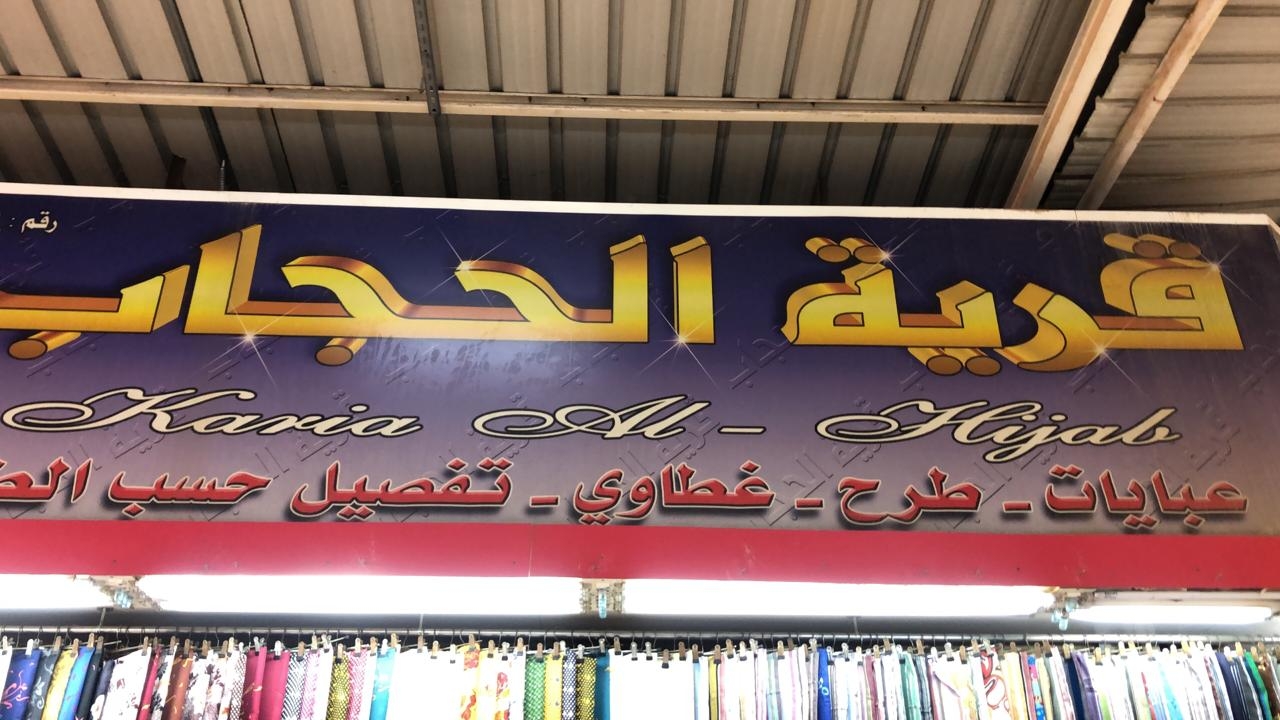 رقم :
قرية الحجاب
Karia Al - Hijab
عبايات - طرح - غطاوي - تفصيل حسب